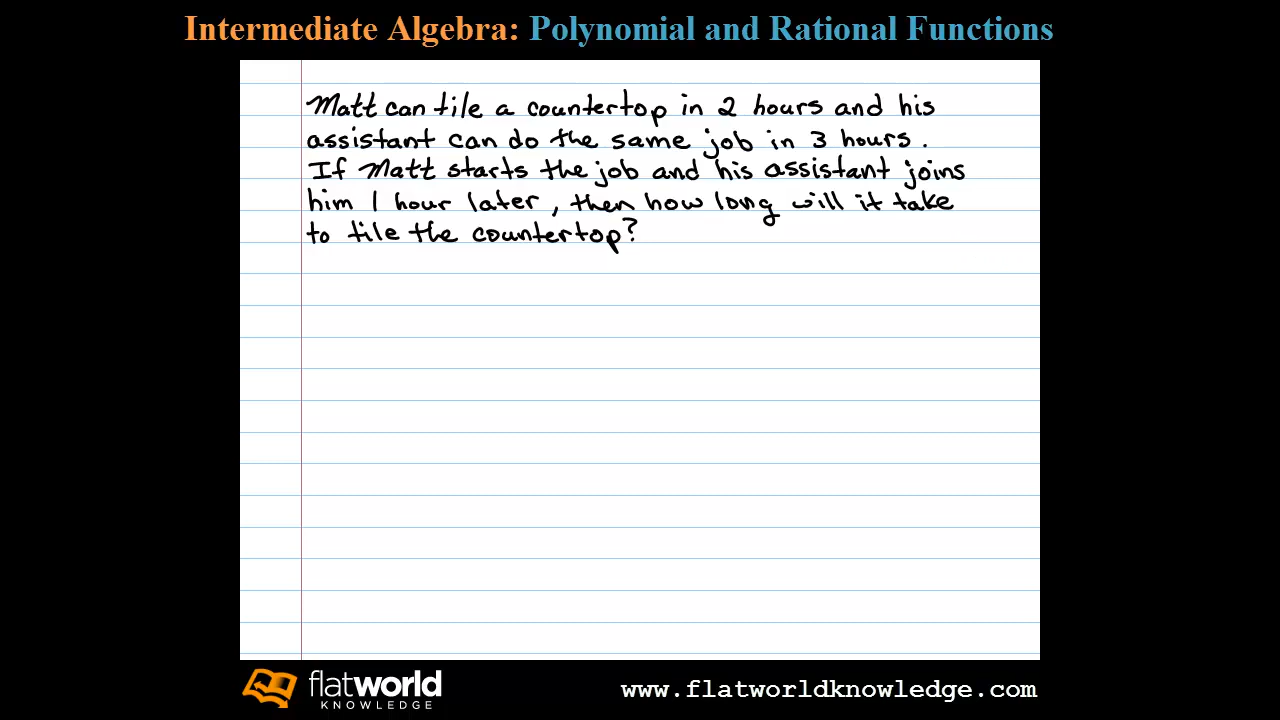 Intermediate Algebra: Polynomial and Rational Functions
Matt can tile a countertop in 2 hours and his
assistant can do the same job in 3 hours.
If Matt starts the job and his assistant joins
him 1 hour later, then how long will it take
to tile the countertop?
flatworld
KNOWLEDGE
www.flatworldknowledge.com